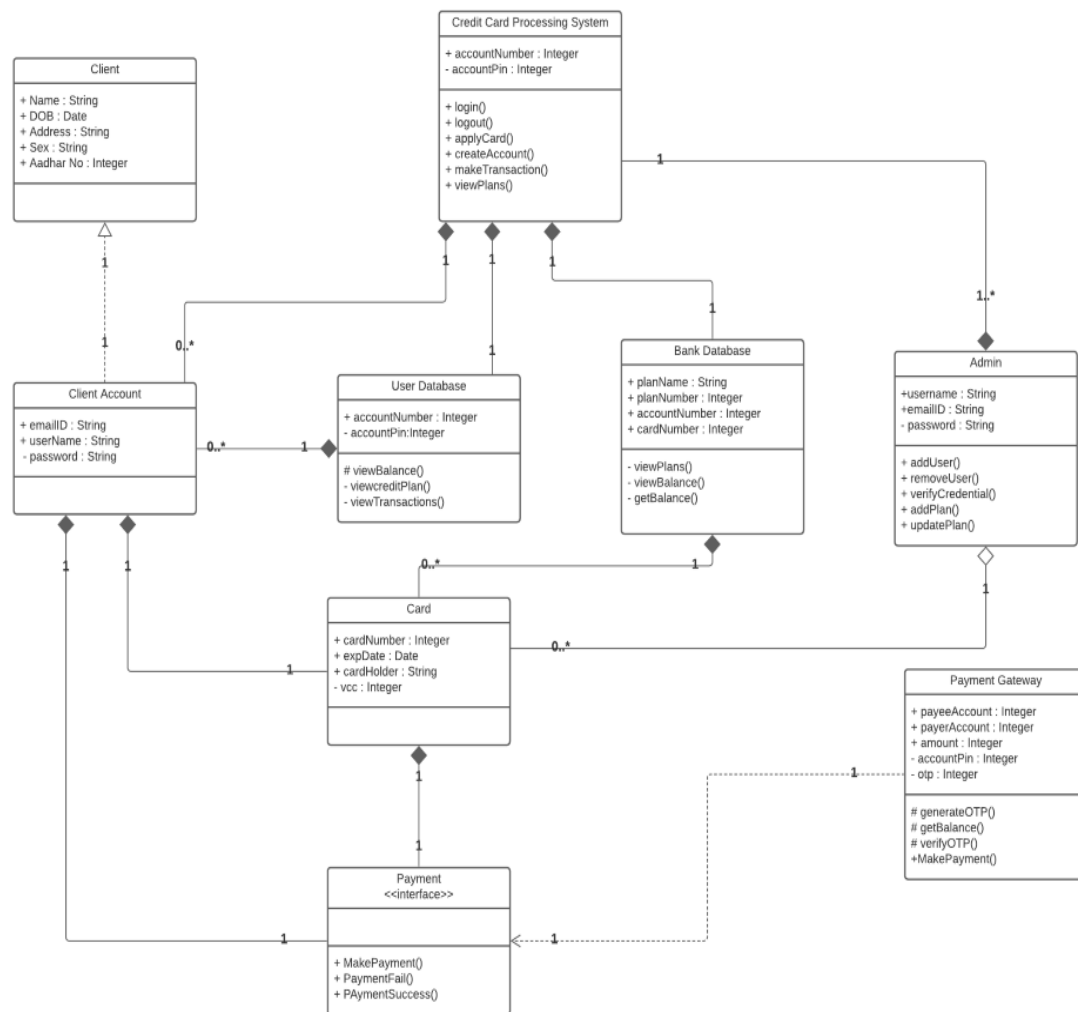 Credit Card Processing System
+ accountNumber : Integer
- accountPin : Integer
+ login()
+ logout()
+ applyCard()
+ createAccount()
+ makeTransaction()
+ viewPlans()
Client
+ Name : String
+ DOB : Date
+ Address : String
+ Sex : String
+ Aadhar No : Integer
1
1
1
1
1
1
1
0..*
1
1
1..*
Client Account
+ emailID : String
+ userName : String
- password : String
User Database
+ accountNumber : Integer
- accountPin:Integer
# viewBalance()
- viewcreditPlan()
- viewTransactions()
0..*
1
Bank Database
+ planName : String
+ planNumber : Integer
+ accountNumber : Integer
+ cardNumber : Integer
- viewPlans()
- viewBalance()
- getBalance()
Admin
+username : String
+emailID : String
- password : String
+ addUser()
+ removeUser()
+ verifyCredential()
+ addPlan()
+ updatePlan()
1
1
0..*
1
1
Card
+ cardNumber : Integer
+ expDate : Date
+ cardHolder : String
- vcc : Integer
1
0..*
Payment Gateway
+ payeeAccount : Integer
+ payerAccount : Integer
+ amount : Integer
- accountPin : Integer
- otp : Integer
# generateOTP()
# getBalance()
# verifyOTP()
+MakePayment()
1
1
1
Payment
<<interface>>
+ MakePayment()
+ PaymentFail()
+ PAymentSuccess()
1
1